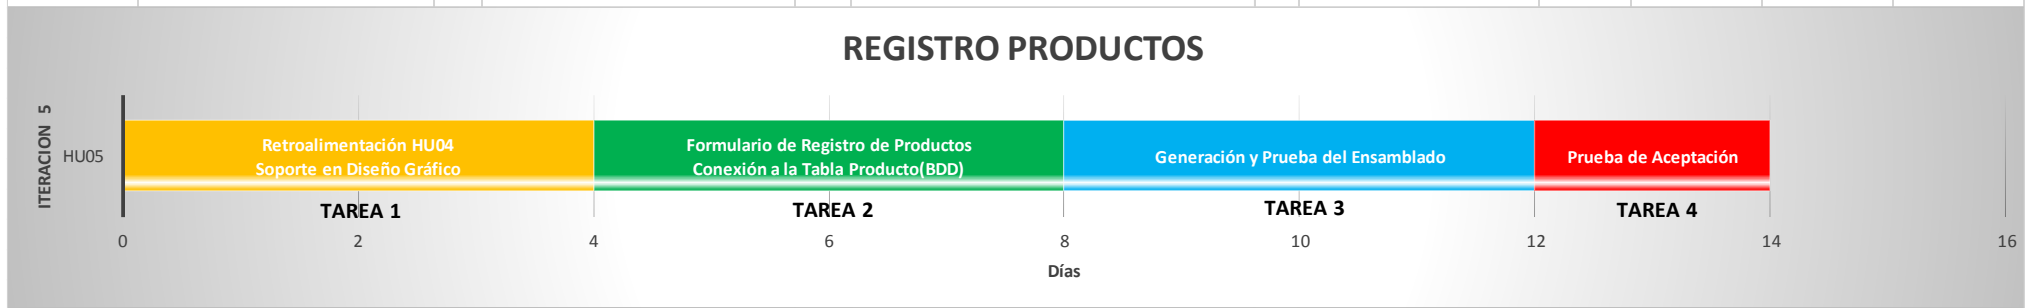 REGISTRO PRODUCTOS
ITERACION 5
HU05
Retroalimentación HU04
Soporte en Diseño Gráfico
Formulario de Registro de Productos
Conexión a la Tabla Producto(BDD)
Generación y Prueba del Ensamblado
Prueba de Aceptación
TAREA 1
TAREA 2
TAREA 3
TAREA 4
0
2
4
6
8
10
12
14
16
Días